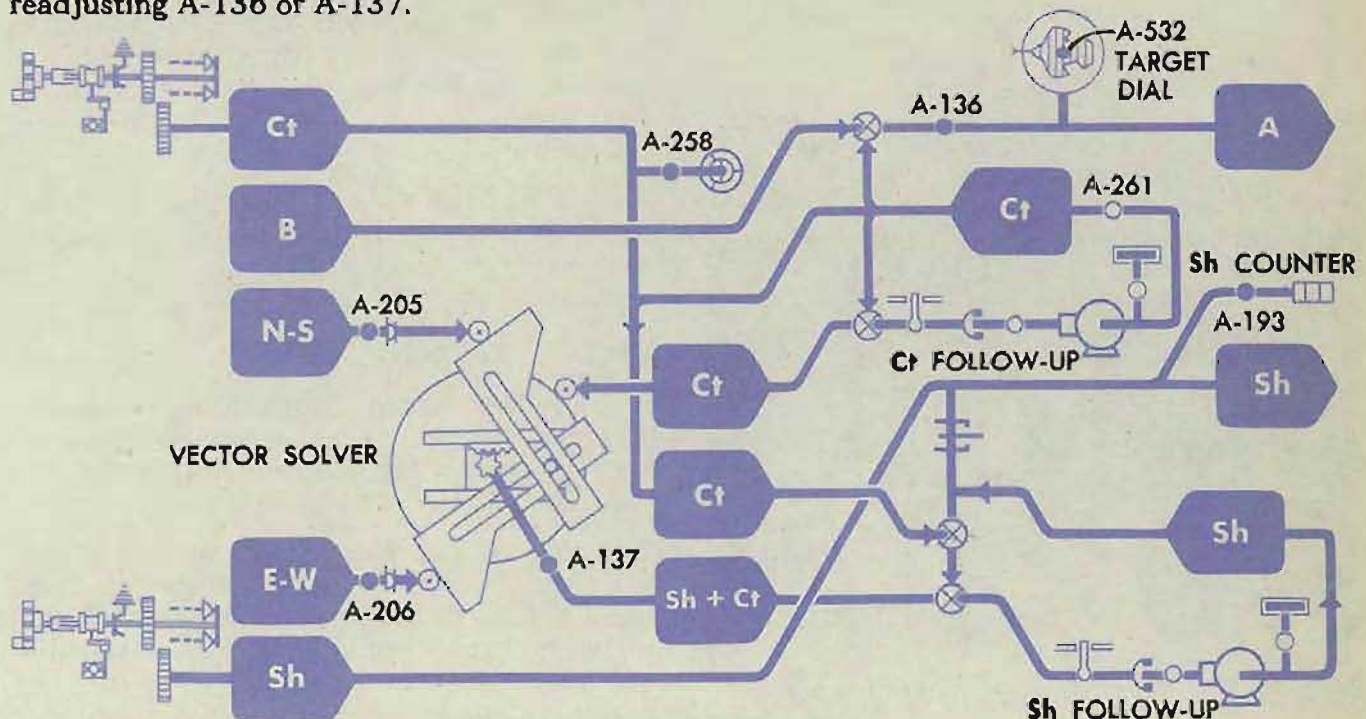 readjusting A-136 or A-137.
A-532
TARGET
DIAL
Ct
A-258
A-136
A
B
Ct
A-261
Sh COUNTER
N-S
A-205
A-193
Ct FOLLOW-UP
Ct
Sh
VECTOR SOLVER
Ct
Sh
E-W
A-206
A-137
Sh + Ct
Sh
Sh FOLLOW-UP